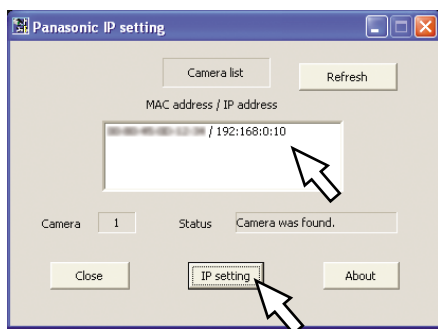 Panasonic IP setting
Camera list
Refresh
MAC address / IP address
/ 192:168:0:10
Camera 1 Status Camera was found.
Close IP setting About